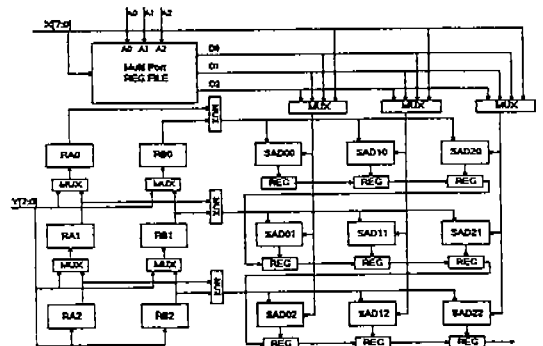 A0 A1 A2
X[7:0]
A0 A1 A2
Multi Port
REG FILE
D0
D1
D2
MUX MUX MUX
MUX
RA0 RB0
SAD00 SAD10 SAD20
REG REG REG
MUX MUX
Y[7:0]
MUX
RA1 RB1
SAD01 SAD11 SAD21
REG REG REG
MUX MUX
MUX
RA2 RB2
SAD02 SAD12 SAD22
REG REG REG